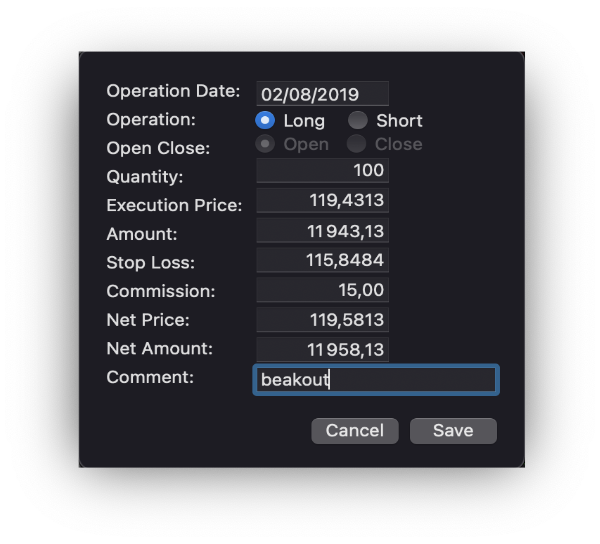 Operation Date: 02/08/2019
Operation: Long Short
Open Close: Open Close
Quantity: 100
Execution Price: 119,4313
Amount: 11 943,13
Stop Loss: 115,8484
Commission: 15,00
Net Price: 119,5813
Net Amount: 11 958,13
Comment: beakout
Cancel Save